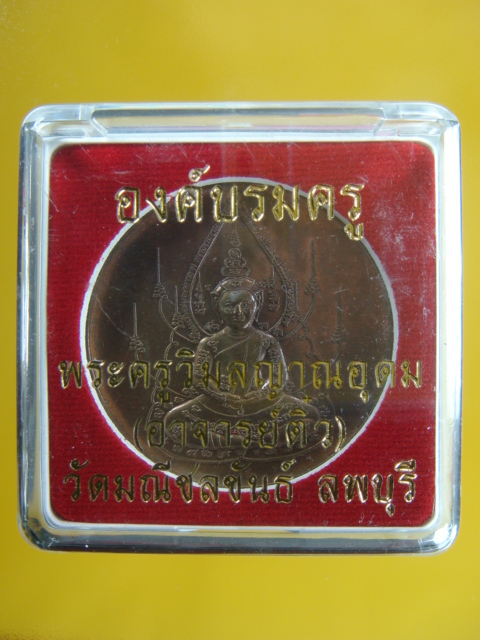 องค์บรมครู
พระครูวิมลญาณอุดม
(อาจารย์ติ๋ว)
วัดมณีชลขันธ์ ลพบุรี